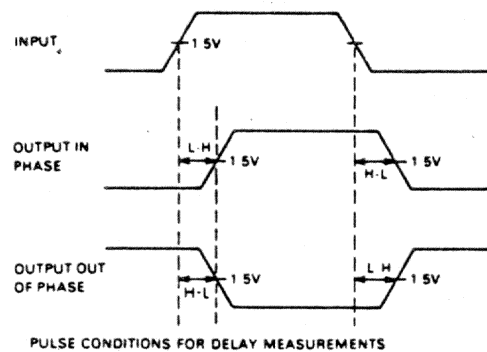 INPUT
1 5V
OUTPUT IN
PHASE
L-H
1 5V
H-L
1 5V
OUTPUT OUT
OF PHASE
H-L
1 5V
L H
1 5V
PULSE CONDITIONS FOR DELAY MEASUREMENTS